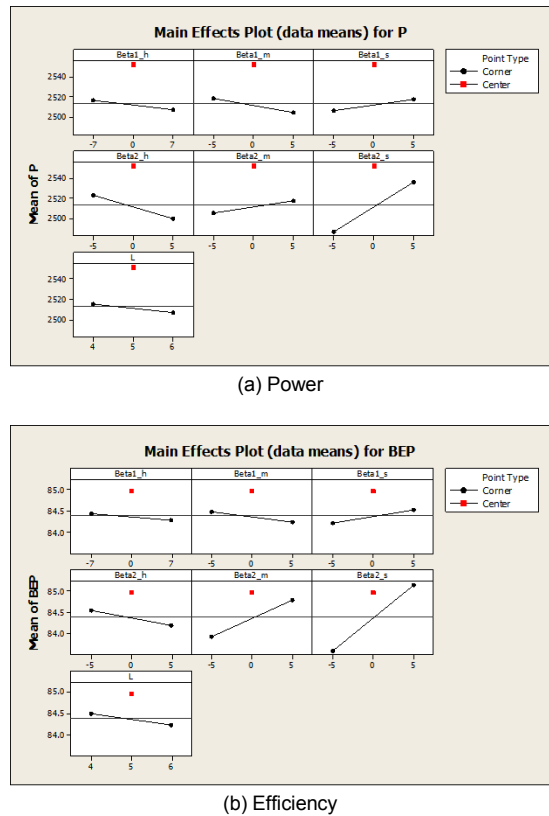 Main Effects Plot (data means) for P
Beta1_h Beta1_m Beta1_s
Point Type
Corner
Center
2540
2520
2500
-7 0 7 -5 0 5 -5 0 5
Beta2_h Beta2_m Beta2_s
Mean of P
2540
2520
2500
-5 0 5 -5 0 5 -5 0 5
L
2540
2520
2500
4 5 6
(a) Power
Main Effects Plot (data means) for BEP
Beta1_h Beta1_m Beta1_s
Point Type
Corner
Center
85.0
84.5
84.0
-7 0 7 -5 0 5 -5 0 5
Beta2_h Beta2_m Beta2_s
Mean of BEP
85.0
84.5
84.0
-5 0 5 -5 0 5 -5 0 5
L
85.0
84.5
84.0
4 5 6
(b) Efficiency